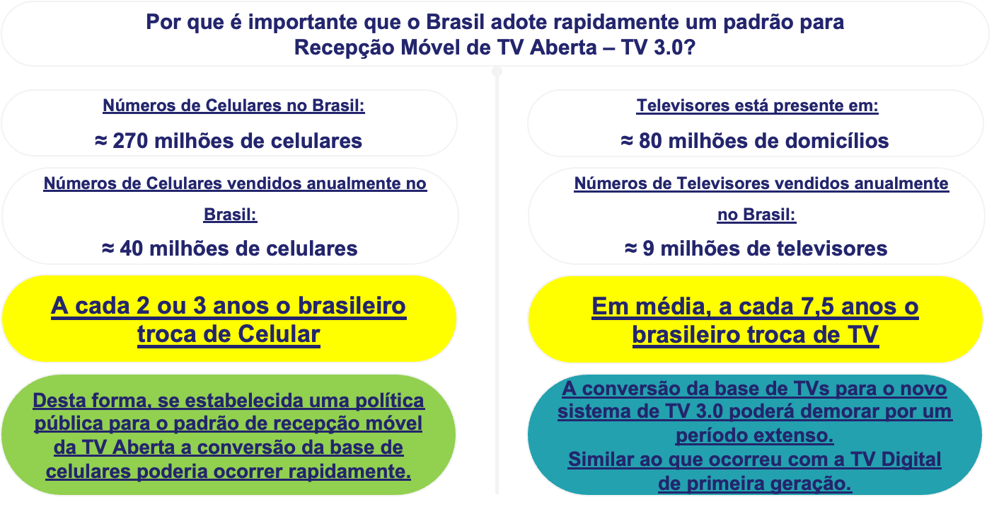 Por que é importante que o Brasil adote rapidamente um padrão para
Recepção Móvel de TV Aberta – TV 3.0?
Números de Celulares no Brasil:
≈ 270 milhões de celulares
Números de Celulares vendidos anualmente no
Brasil:
≈ 40 milhões de celulares
A cada 2 ou 3 anos o brasileiro
troca de Celular
Desta forma, se estabelecida uma política
pública para o padrão de recepção móvel
da TV Aberta a conversão da base de
celulares poderia ocorrer rapidamente.
Televisores está presente em:
≈ 80 milhões de domicílios
Números de Televisores vendidos anualmente
no Brasil:
≈ 9 milhões de televisores
Em média, a cada 7,5 anos o
brasileiro troca de TV
A conversão da base de TVs para o novo
sistema de TV 3.0 poderá demorar por um
período extenso.
Similar ao que ocorreu com a TV Digital
de primeira geração.